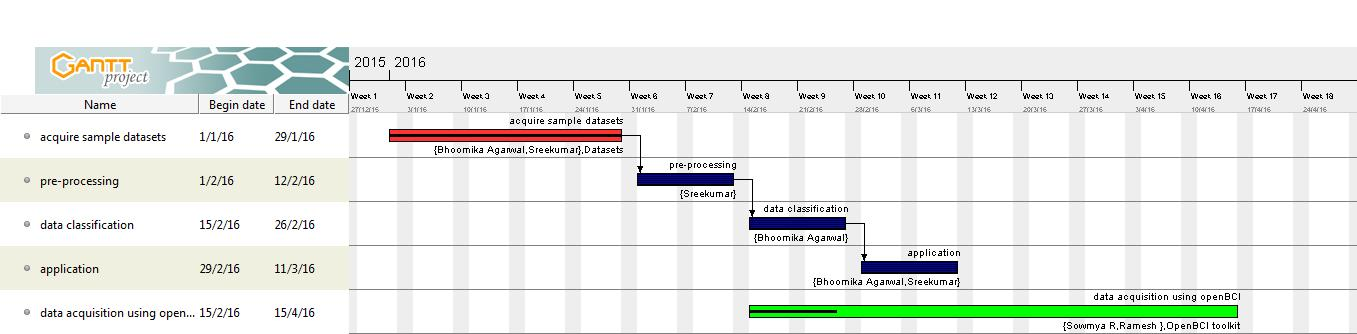 GANTT project
2015 2016
Name Begin date End date
Week 1 Week 2 Week 3 Week 4 Week 5 Week 6 Week 7 Week 8 Week 9 Week 10 Week 11 Week 12 Week 13 Week 14 Week 15 Week 16 Week 17 Week 18
27/12/15 3/1/16 10/1/16 17/1/16 24/1/16 31/1/16 7/2/16 14/2/16 21/2/16 28/2/16 6/3/16 13/3/16 20/3/16 27/3/16 3/4/16 10/4/16 17/4/16 24/4/16
acquire sample datasets 1/1/16 29/1/16
acquire sample datasets
{Bhoomika Agarwal,Sreekumar},Datasets
pre-processing 1/2/16 12/2/16
pre-processing
{Sreekumar}
data classification 15/2/16 26/2/16
data classification
{Bhoomika Agarwal}
application 29/2/16 11/3/16
application
{Bhoomika Agarwal,Sreekumar}
data acquisition using open... 15/2/16 15/4/16
data acquisition using openBCI
{Sowmya R,Ramesh },OpenBCI toolkit